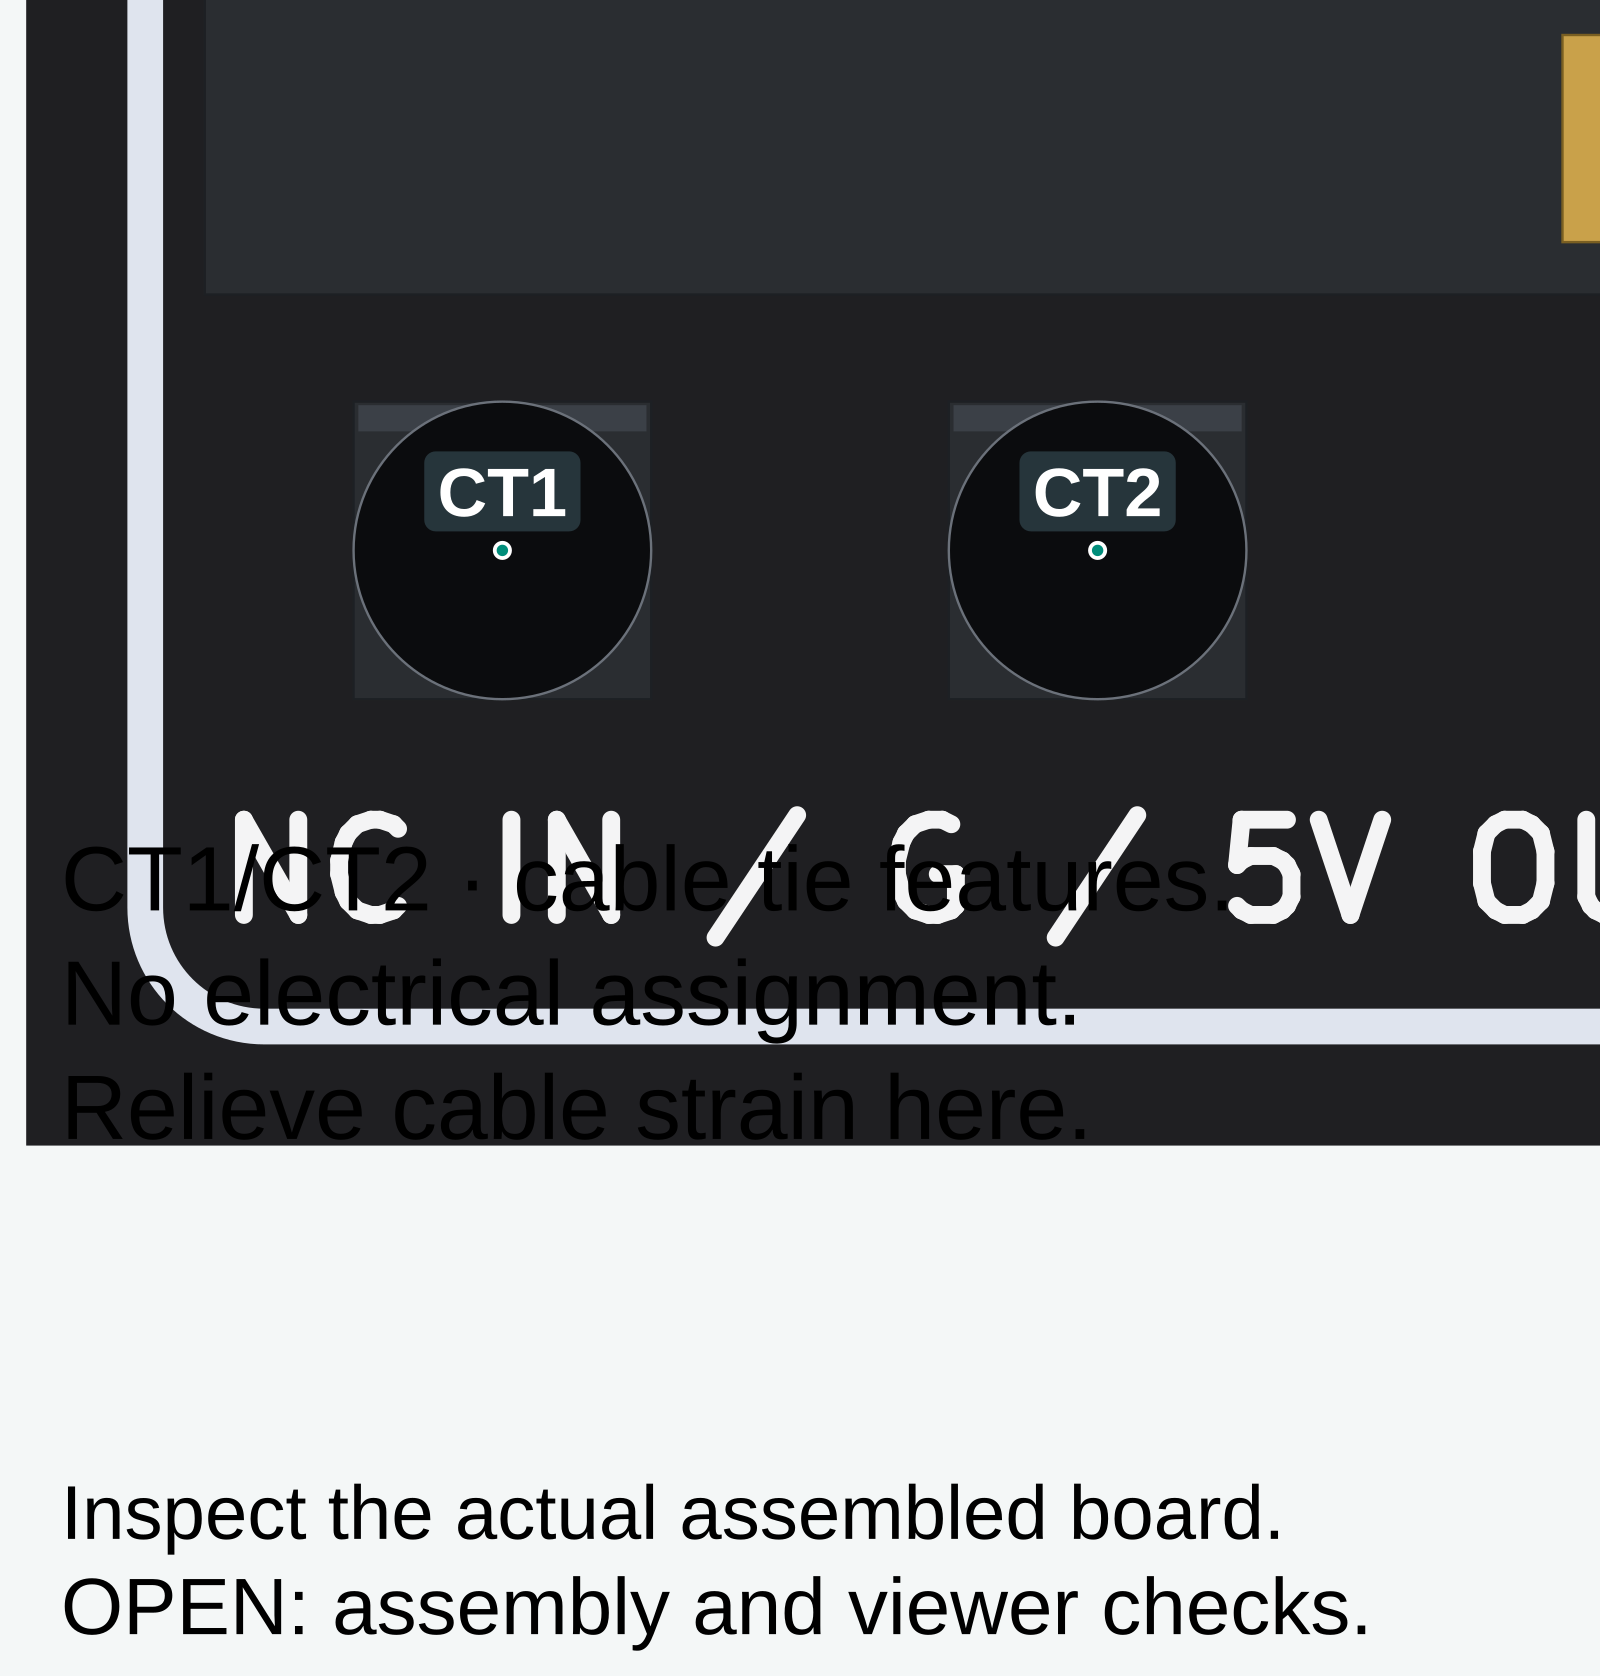 CT1 CT2
NC IN / G / 5V
CT1/CT2 · cable tie features.
No electrical assignment.
Relieve cable strain here.
Inspect the actual assembled board.
OPEN: assembly and viewer checks.